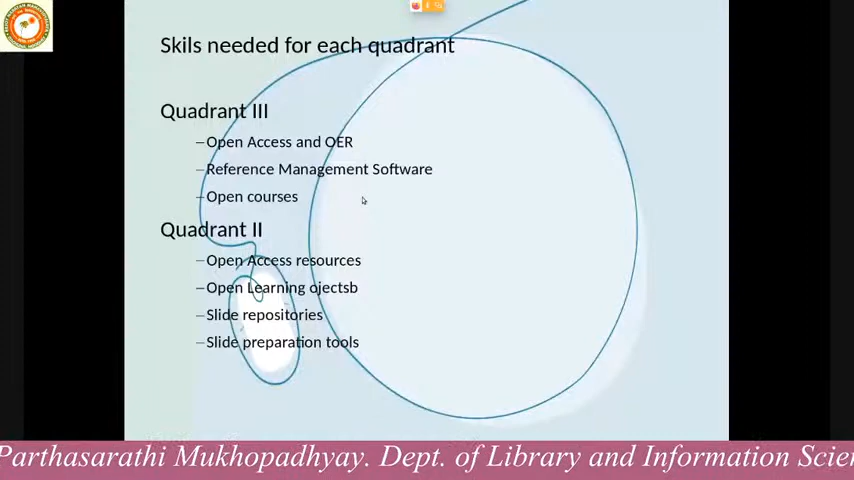 Skils needed for each quadrant
Quadrant III
–Open Access and OER
–Reference Management Software
–Open courses
Quadrant II
–Open Access resources
–Open Learning ojectsb
–Slide repositories
–Slide preparation tools
Parthasarathi Mukhopadhyay. Dept. of Library and Information Scien